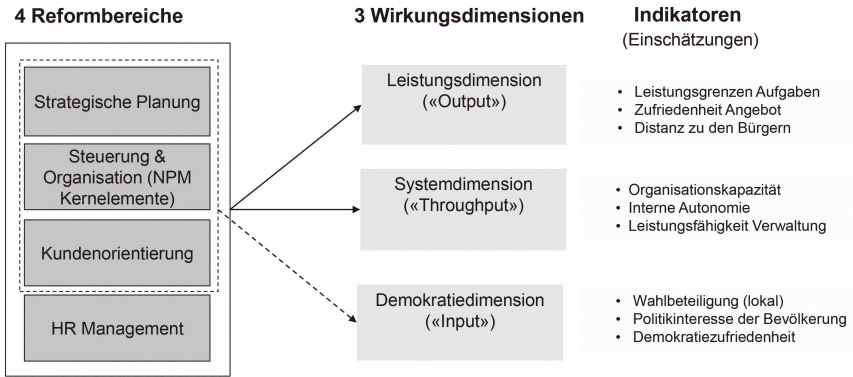 4 Reformbereiche
Strategische Planung
Steuerung &
Organisation (NPM
Kernelemente)
Kundenorientierung
HR Management
3 Wirkungsdimensionen
Leistungsdimension
(«Output»)
Systemdimension
(«Throughput»)
Demokratiedimension
(«Input»)
Indikatoren
(Einschätzungen)
• Leistungsgrenzen Aufgaben
• Zufriedenheit Angebot
• Distanz zu den Bürgern
• Organisationskapazität
• Interne Autonomie
• Leistungsfähigkeit Verwaltung
• Wahlbeteiligung (lokal)
• Politikinteresse der Bevölkerung
• Demokratiezufriedenheit